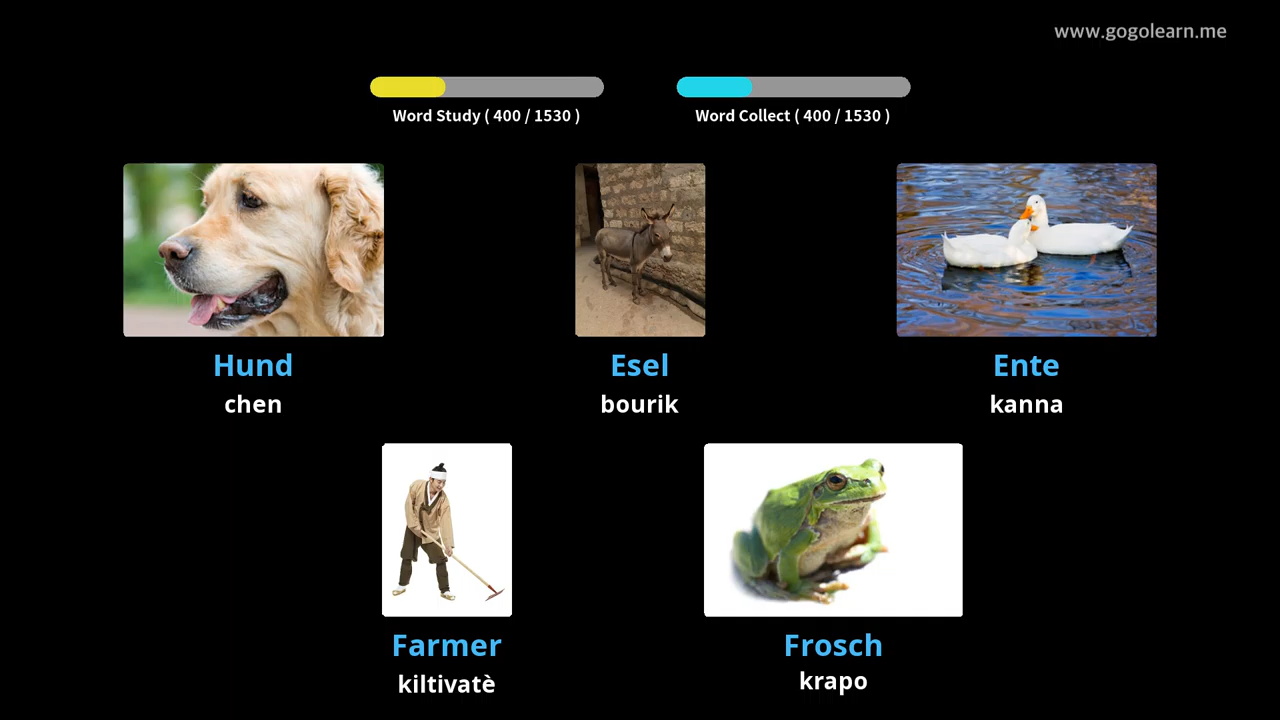 www.gogolearn.me
Word Study ( 400 / 1530 )
Word Collect ( 400 / 1530 )
Hund
chen
Esel
bourik
Ente
kanna
Farmer
kiltivatè
Frosch
krapo